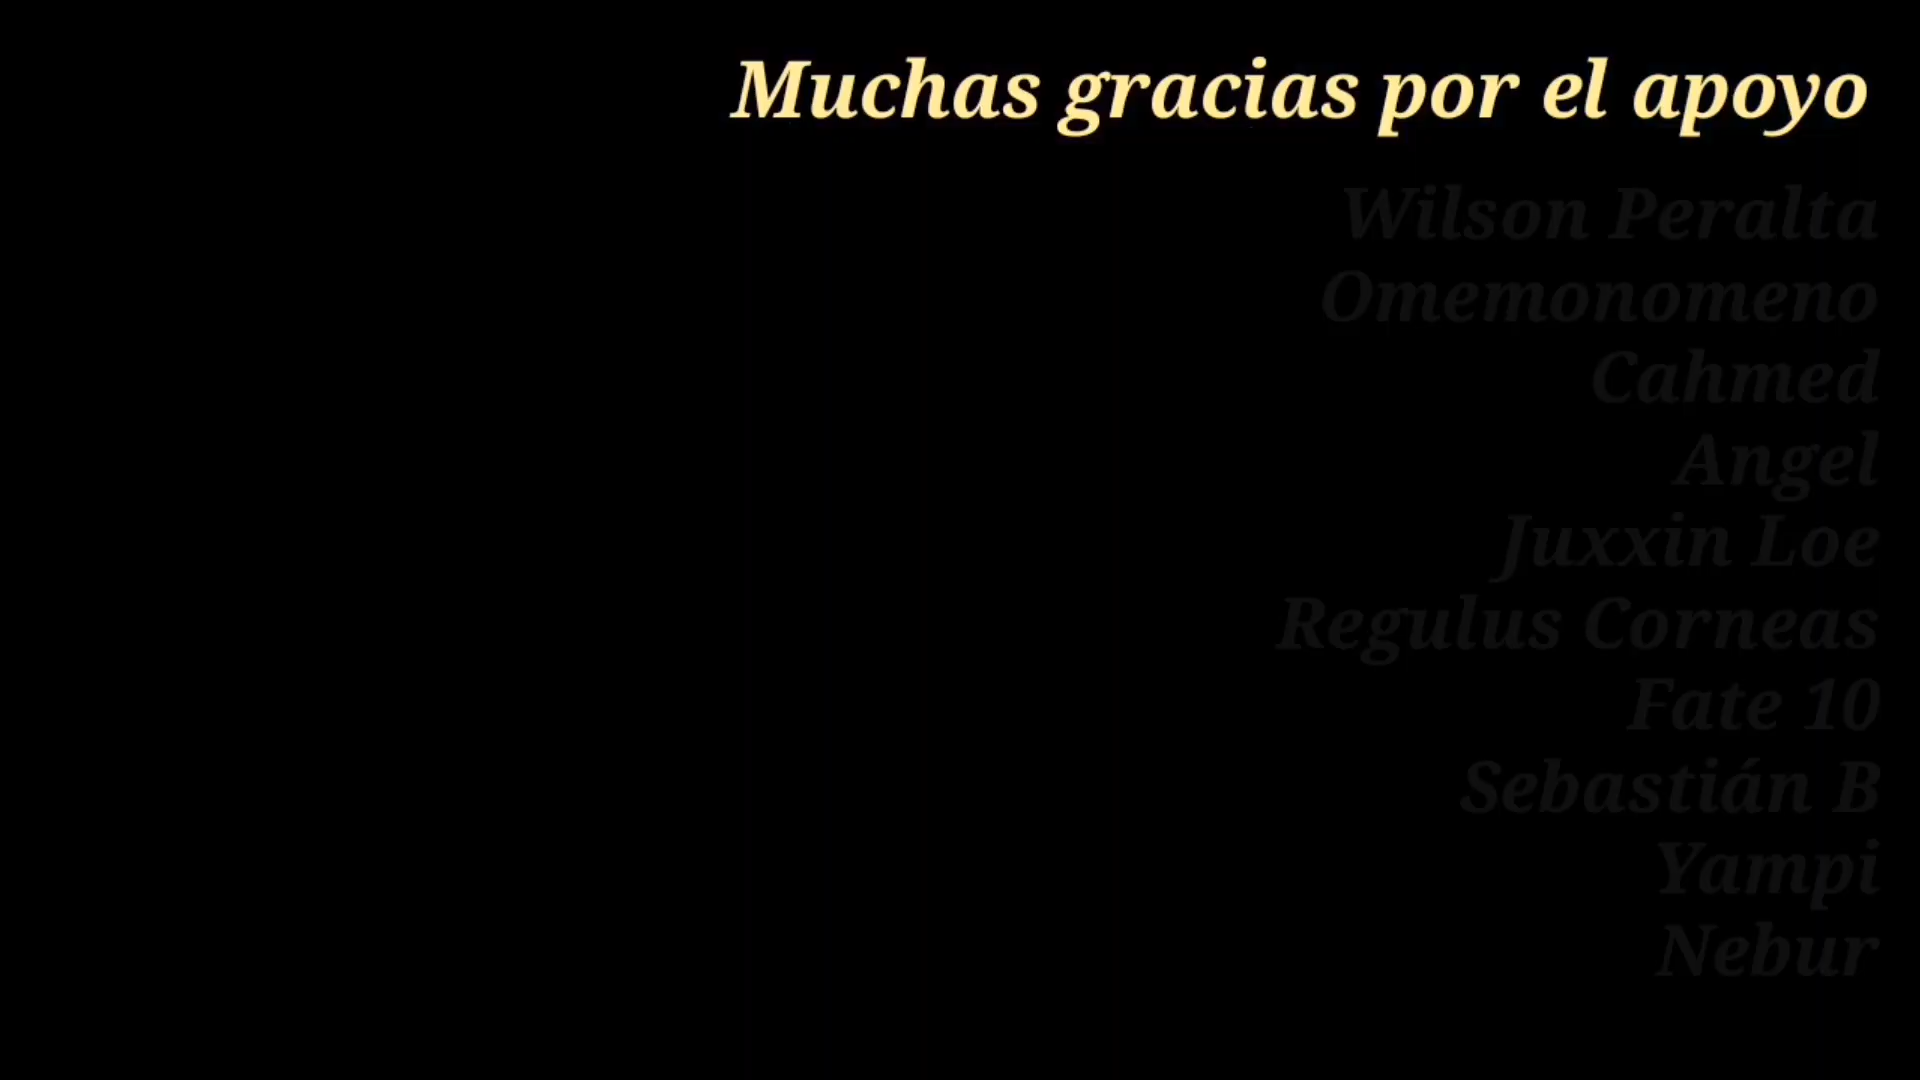 Muchas gracias por el apoyo
Wilson Peralta
Omemonomeno
Cahmed
Angel
Juxxin Loe
Regulus Corneas
Fate 10
Sebastián B
Yampi
Nebur